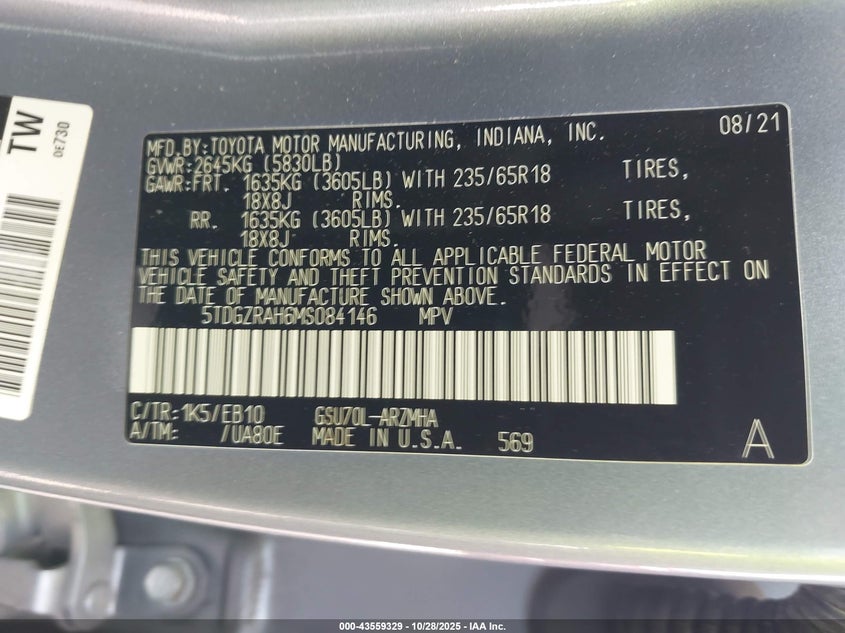 TW
0E730
MFD.BY:TOYOTA MOTOR MANUFACTURING, INDIANA, INC. 08/21
GVWR:2645KG (5830LB)
GAWR:FRT. 1635KG (3605LB) WITH 235/65R18 TIRES,
18X8J RIMS.
RR. 1635KG (3605LB) WITH 235/65R18 TIRES,
18X8J RIMS.
THIS VEHICLE CONFORMS TO ALL APPLICABLE FEDERAL MOTOR
VEHICLE SAFETY AND THEFT PREVENTION STANDARDS IN EFFECT ON
THE DATE OF MANUFACTURE SHOWN ABOVE.
5TDGZRAH6MS084146 MPV
C/TR:1K5/EB10 GSU70L-ARZMHA
A/TM: /UA80E MADE IN U.S.A. 569 A
000-43559329 - 10/28/2025 - IAA Inc.